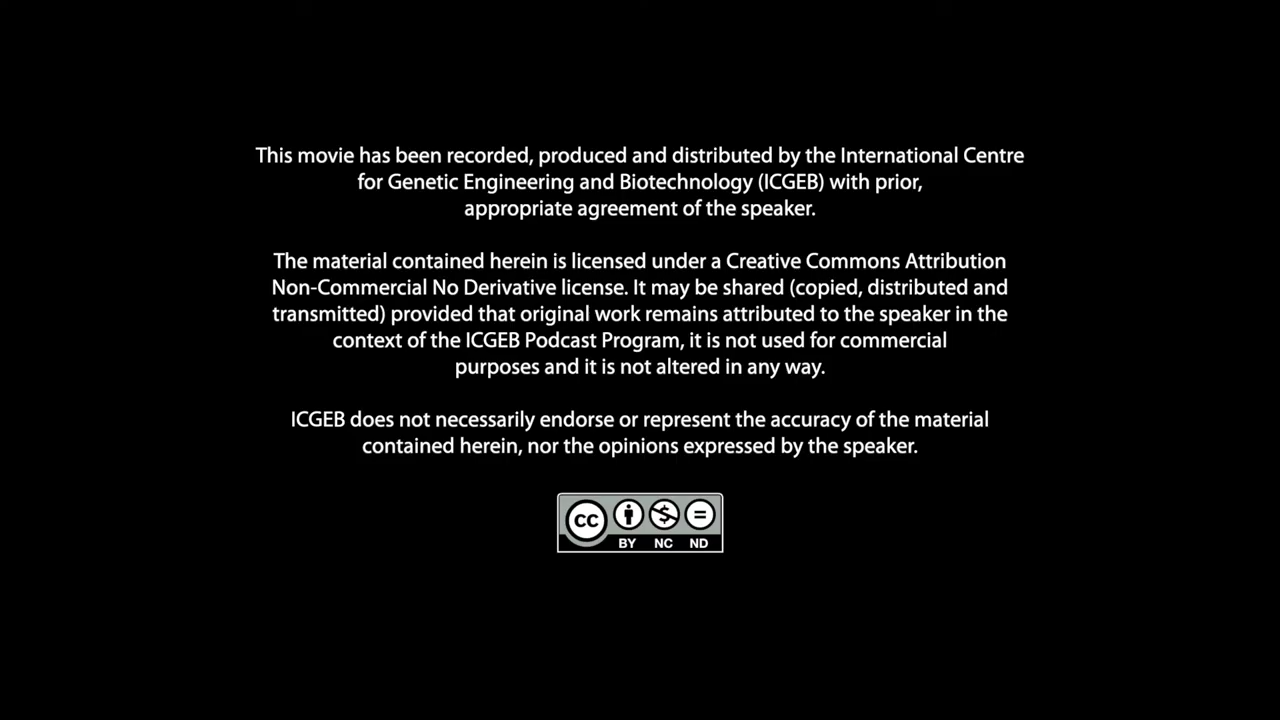 This movie has been recorded, produced and distributed by the International Centre
for Genetic Engineering and Biotechnology (ICGEB) with prior,
appropriate agreement of the speaker.
The material contained herein is licensed under a Creative Commons Attribution
Non-Commercial No Derivative license. It may be shared (copied, distributed and
transmitted) provided that original work remains attributed to the speaker in the
context of the ICGEB Podcast Program, it is not used for commercial
purposes and it is not altered in any way.
ICGEB does not necessarily endorse or represent the accuracy of the material
contained herein, nor the opinions expressed by the speaker.
CC
BY NC ND